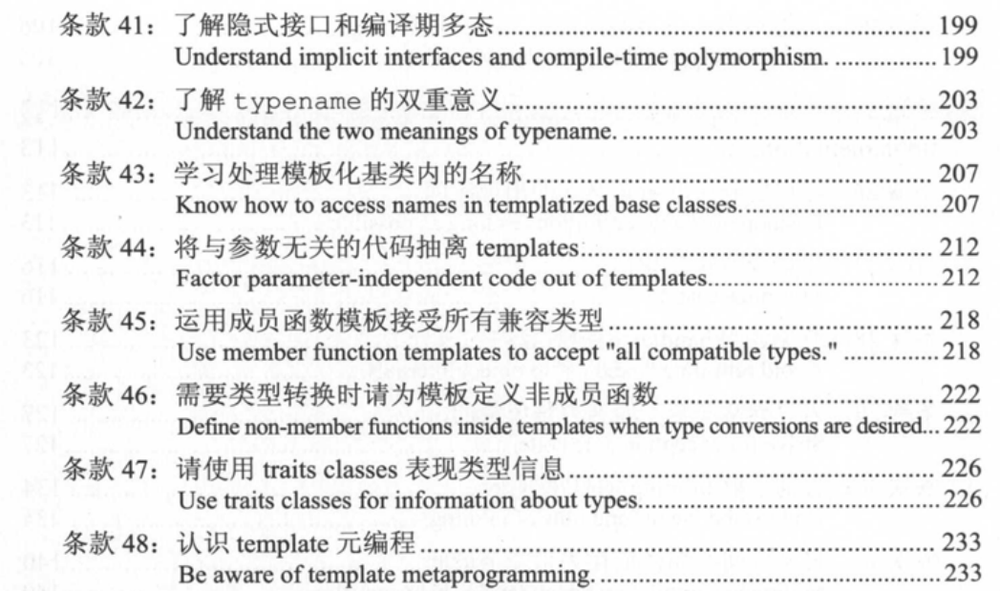 条款 41：了解隐式接口和编译期多态 ........ 199
Understand implicit interfaces and compile-time polymorphism. ........ 199
条款 42：了解 typename 的双重意义 ........ 203
Understand the two meanings of typename. ........ 203
条款 43：学习处理模板化基类内的名称 ........ 207
Know how to access names in templatized base classes. ........ 207
条款 44：将与参数无关的代码抽离 templates ........ 212
Factor parameter-independent code out of templates. ........ 212
条款 45：运用成员函数模板接受所有兼容类型 ........ 218
Use member function templates to accept "all compatible types." ........ 218
条款 46：需要类型转换时请为模板定义非成员函数 ........ 222
Define non-member functions inside templates when type conversions are desired... 222
条款 47：请使用 traits classes 表现类型信息 ........ 226
Use traits classes for information about types. ........ 226
条款 48：认识 template 元编程 ........ 233
Be aware of template metaprogramming. ........ 233